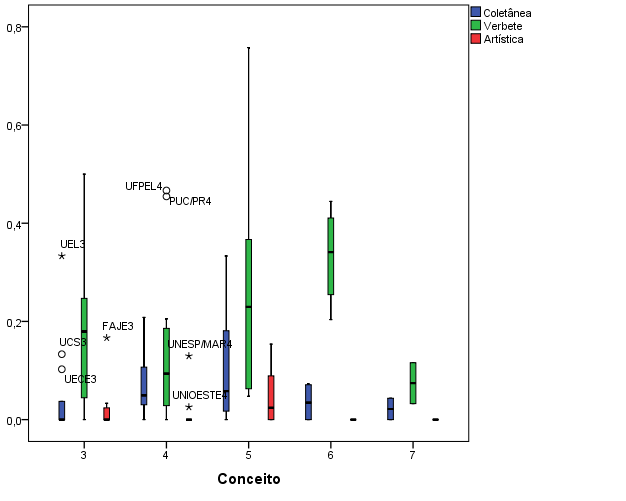 Coletânea
Verbete
Artística
0,8
0,6
0,4
0,2
0,0
UFPEL4
PUC/PR4
UEL3
FAJE3
UCS3
UECE3
UNESP/MAR4
UNIOESTE4
3 4 5 6 7
Conceito